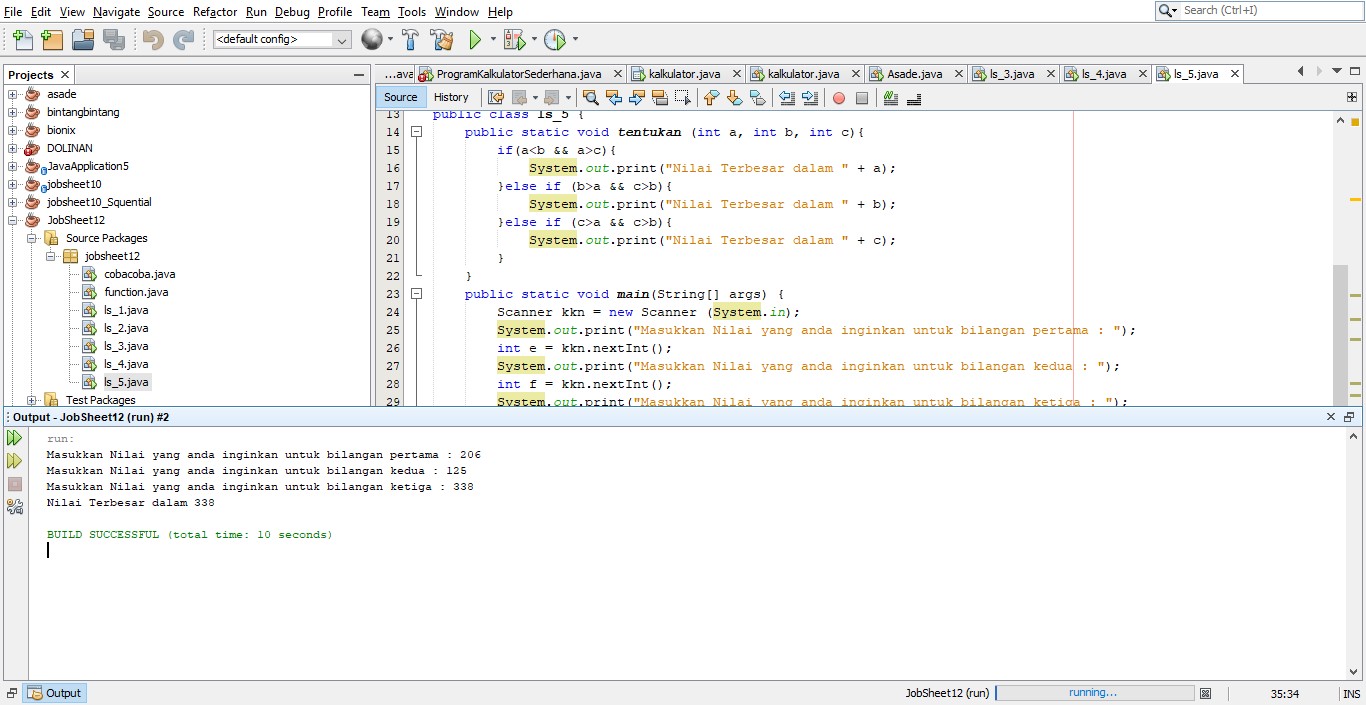 File Edit View Navigate Source Refactor Run Debug Profile Team Tools Window Help
Search (Ctrl+I)
<default config>
Projects
...ava ProgramKalkulatorSederhana.java kalkulator.java kalkulator.java Asade.java ls_3.java ls_4.java ls_5.java
asade
bintangbintang
bionix
DOLINAN
JavaApplication5
jobsheet10
jobsheet10_Squential
JobSheet12
Source Packages
jobsheet12
cobacoba.java
function.java
ls_1.java
ls_2.java
ls_3.java
ls_4.java
ls_5.java
Test Packages
Source History
13 public class ls_5 {
14 public static void tentukan (int a, int b, int c){
15 if(a<b && a>c){
16 System.out.print("Nilai Terbesar dalam " + a);
17 }else if (b>a && c>b){
18 System.out.print("Nilai Terbesar dalam " + b);
19 }else if (c>a && c>b){
20 System.out.print("Nilai Terbesar dalam " + c);
21 }
22 }
23 public static void main(String[] args) {
24 Scanner kkn = new Scanner (System.in);
25 System.out.print("Masukkan Nilai yang anda inginkan untuk bilangan pertama : ");
26 int e = kkn.nextInt();
27 System.out.print("Masukkan Nilai yang anda inginkan untuk bilangan kedua : ");
28 int f = kkn.nextInt();
29 System.out.print("Masukkan Nilai yang anda inginkan untuk bilangan ketiga : ");
Output - JobSheet12 (run) #2
run:
Masukkan Nilai yang anda inginkan untuk bilangan pertama : 206
Masukkan Nilai yang anda inginkan untuk bilangan kedua : 125
Masukkan Nilai yang anda inginkan untuk bilangan ketiga : 338
Nilai Terbesar dalam 338
BUILD SUCCESSFUL (total time: 10 seconds)
Output
JobSheet12 (run) running... 35:34 INS